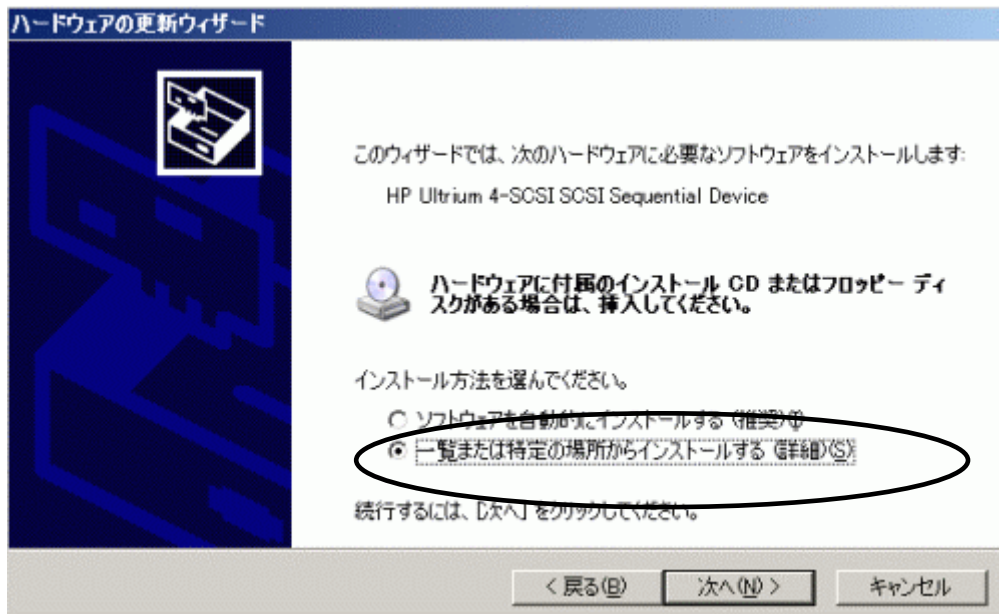 ハードウェアの更新ウィザード
このウィザードでは、次のハードウェアに必要なソフトウェアをインストールします:
HP Ultrium 4-SCSI SCSI Sequential Device
ハードウェアに付属のインストール CD またはフロッピー ディ
スクがある場合は、挿入してください。
インストール方法を選んでください。
ソフトウェアを自動的にインストールする (推奨)(I)
一覧または特定の場所からインストールする (詳細)(S)
続行するには、[次へ] をクリックしてください。
< 戻る(B)
次へ(N) >
キャンセル